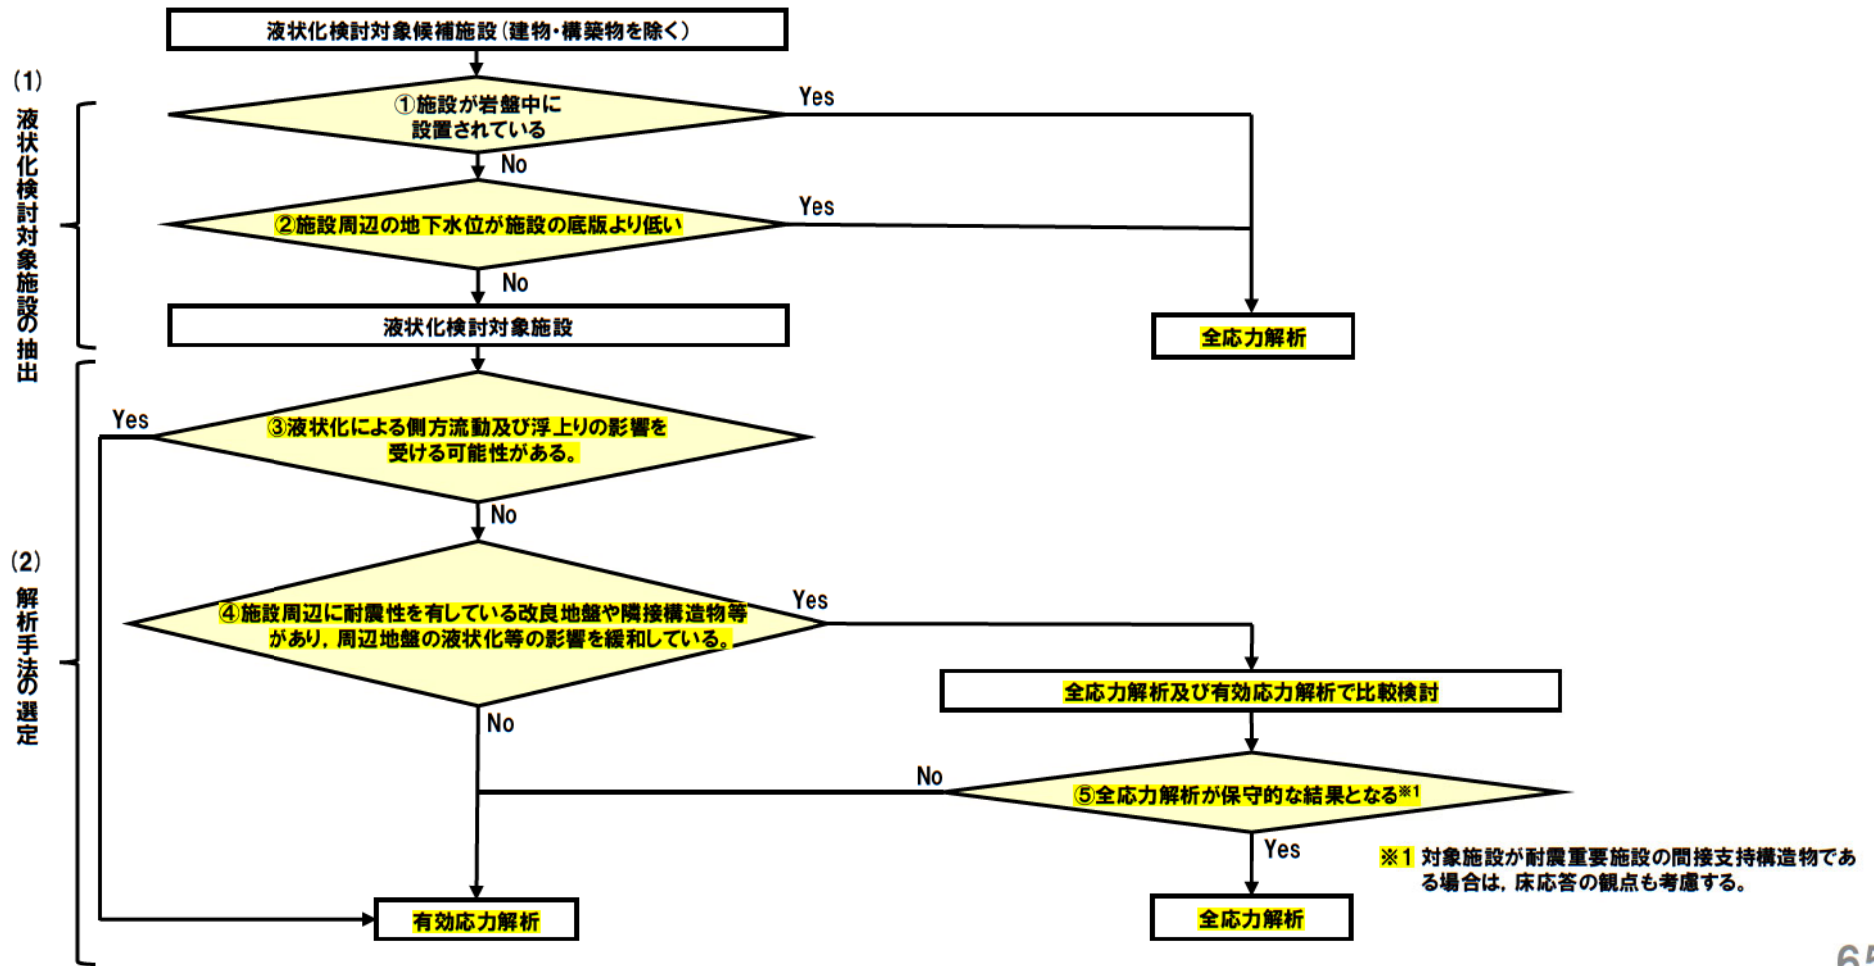 液状化検討対象候補施設(建物・構築物を除く)
(1)
液状化検討対象施設の抽出
①施設が岩盤中に
設置されている
Yes
No
②施設周辺の地下水位が施設の底版より低い
Yes
No
液状化検討対象施設
全応力解析
(2)
解析手法の選定
Yes
③液状化による側方流動及び浮上りの影響を
受ける可能性がある。
No
④施設周辺に耐震性を有している改良地盤や隣接構造物等
があり,周辺地盤の液状化等の影響を緩和している。
Yes
No
全応力解析及び有効応力解析で比較検討
No
⑤全応力解析が保守的な結果となる※1
Yes
※1 対象施設が耐震重要施設の間接支持構造物であ
る場合は,床応答の観点も考慮する。
有効応力解析
全応力解析
65